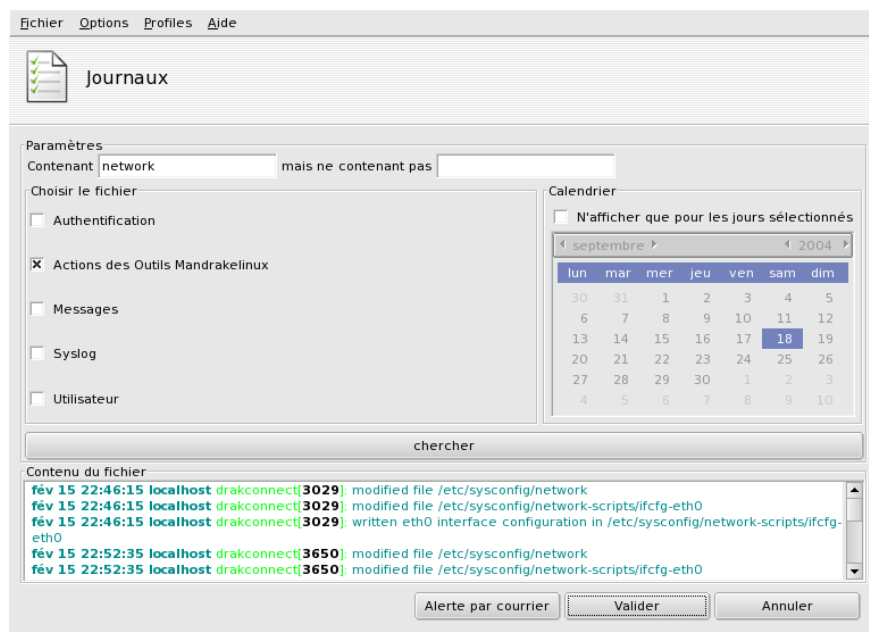 Fichier Options Profiles Aide
Journaux
Paramètres
Contenant network mais ne contenant pas
Choisir le fichier
Authentification
Actions des Outils Mandrakelinux
Messages
Syslog
Utilisateur
Calendrier
N'afficher que pour les jours sélectionnés
septembre 2004
lun mar mer jeu ven sam dim
30 31 1 2 3 4 5
6 7 8 9 10 11 12
13 14 15 16 17 18 19
20 21 22 23 24 25 26
27 28 29 30 1 2 3
4 5 6 7 8 9 10
chercher
Contenu du fichier
fév 15 22:46:15 localhost drakconnect[3029]: modified file /etc/sysconfig/network
fév 15 22:46:15 localhost drakconnect[3029]: modified file /etc/sysconfig/network-scripts/ifcfg-eth0
fév 15 22:46:15 localhost drakconnect[3029]: written eth0 interface configuration in /etc/sysconfig/network-scripts/ifcfg-
eth0
fév 15 22:52:35 localhost drakconnect[3650]: modified file /etc/sysconfig/network
fév 15 22:52:35 localhost drakconnect[3650]: modified file /etc/sysconfig/network-scripts/ifcfg-eth0
Alerte par courrier Valider Annuler